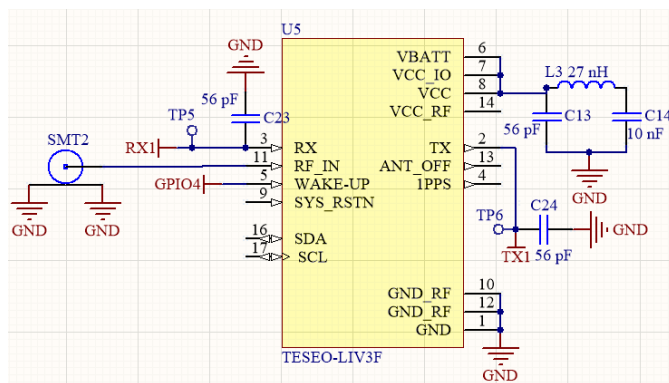 U5
GND
VBATT 6
VCC_IO 7
L3 27 nH
VCC 8
56 pF C23
TP5
VCC_RF 14
C13
C14
56 pF
10 nF
SMT2
RX1
3 RX
TX 2
11 RF_IN
ANT_OFF 13
GPIO4
5 WAKE-UP
1PPS 4
GND
9 SYS_RSTN
GND GND
C24
TP6
GND
16 SDA
TX1 56 pF
17 SCL
GND_RF 10
GND_RF 12
GND 1
TESEO-LIV3F
GND